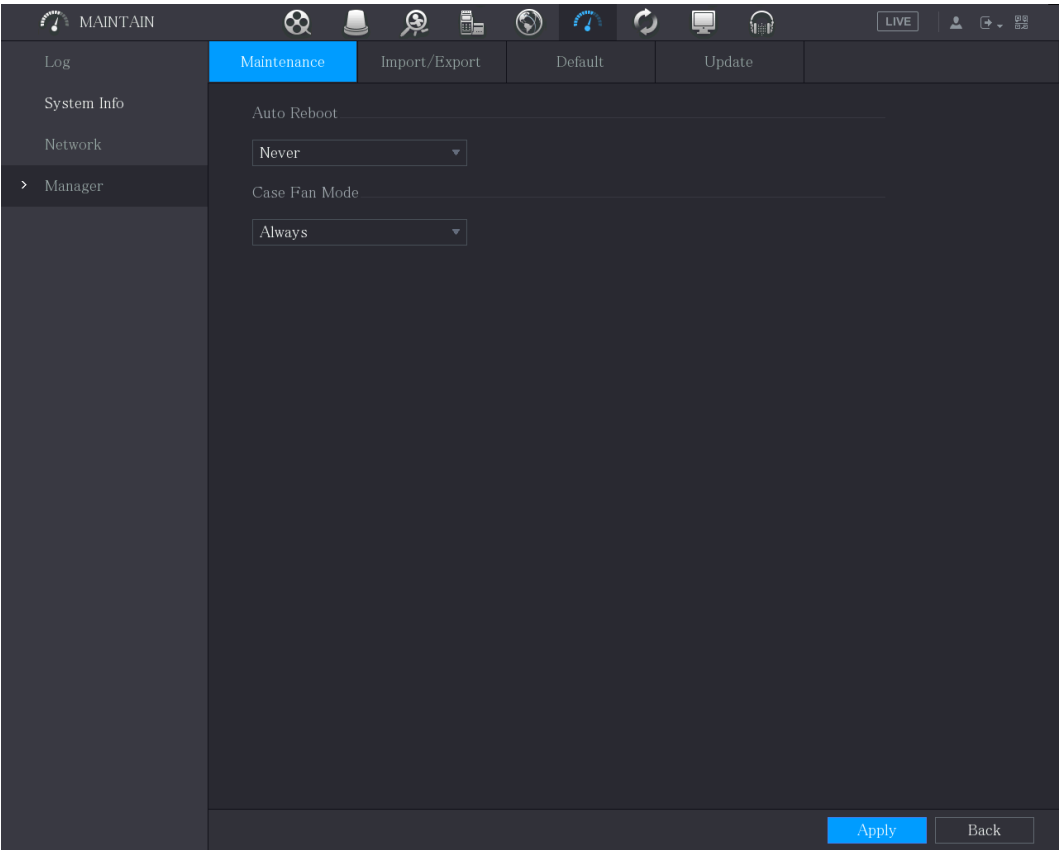 MAINTAIN
LIVE
Log
System Info
Network
Manager
Maintenance
Import/Export
Default
Update
Auto Reboot
Never
Case Fan Mode
Always
Apply
Back